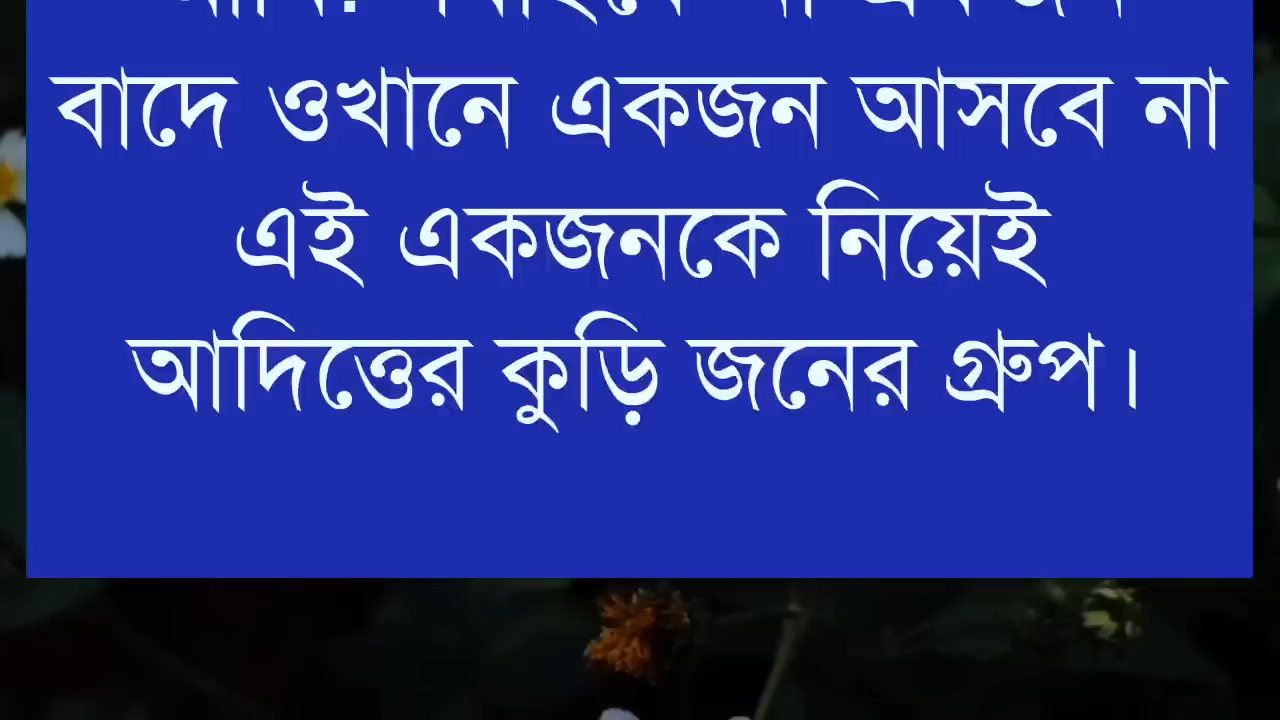 বাদে ওখানে একজন আসবে না
এই একজনকে নিয়েই
আদিত্তের কুড়ি জনের গ্রুপ।